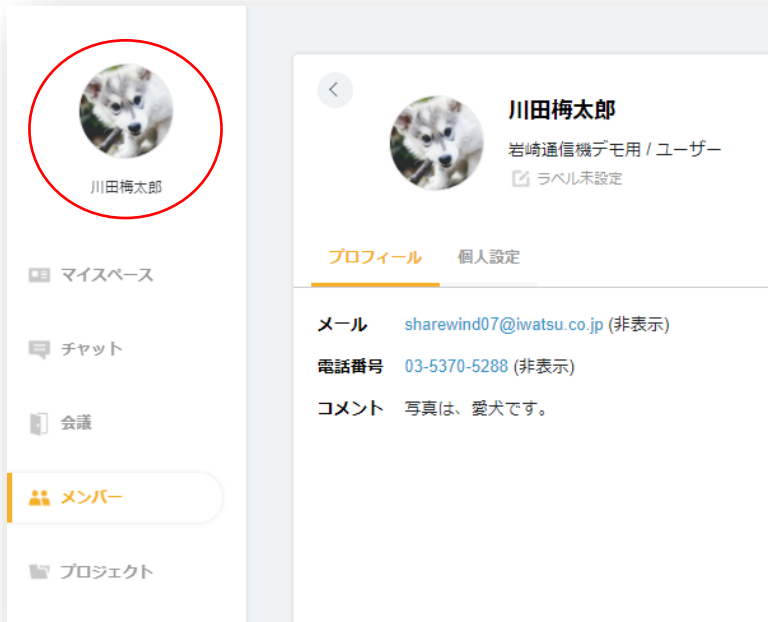 川田梅太郎
マイスペース
チャット
会議
メンバー
プロジェクト
川田梅太郎
岩崎通信機デモ用 / ユーザー
ラベル未設定
プロフィール 個人設定
メール sharewind07@iwatsu.co.jp (非表示)
電話番号 03-5370-5288 (非表示)
コメント 写真は、愛犬です。